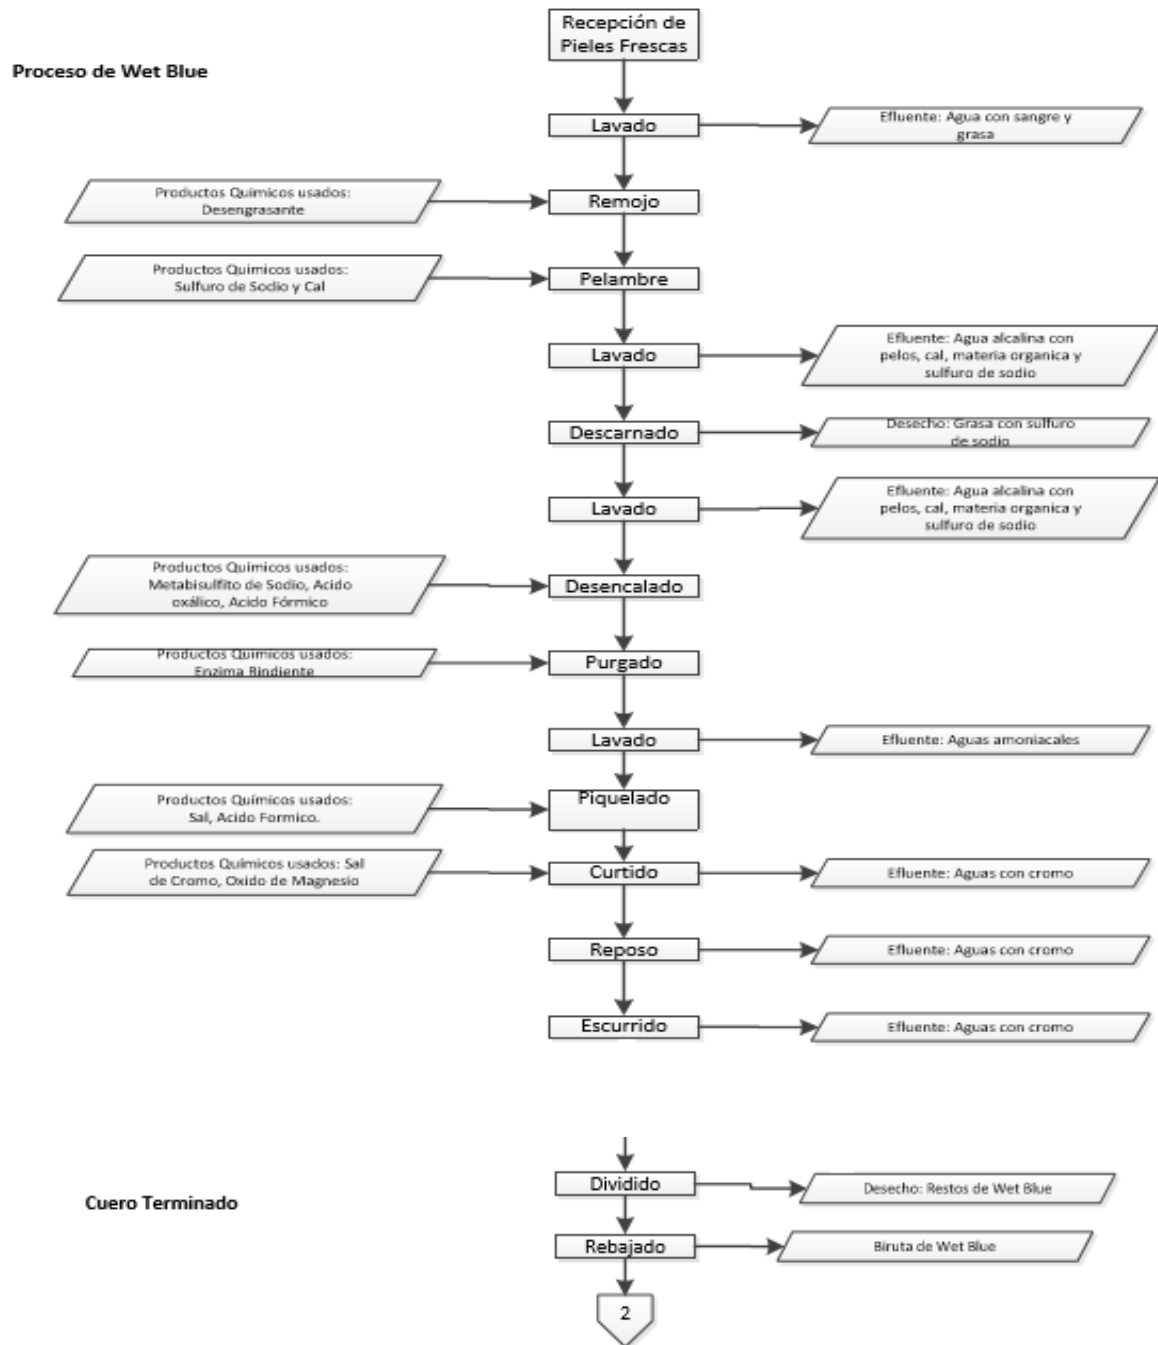 Recepción de
Pieles Frescas
Proceso de Wet Blue
Lavado
Efluente: Agua con sangre y
grasa
Productos Químicos usados:
Desengrasante
Remojo
Productos Químicos usados:
Sulfuro de Sodio y Cal
Pelambre
Lavado
Efluente: Agua alcalina con
pelos, cal, materia organica y
sulfuro de sodio
Descarnado
Desecho: Grasa con sulfuro
de sodio
Lavado
Efluente: Agua alcalina con
pelos, cal, materia organica y
sulfuro de sodio
Productos Químicos usados:
Metabisulfito de Sodio, Acido
oxálico, Acido Fórmico
Desencalado
Productos Químicos usados:
Enzima Rindiente
Purgado
Lavado
Efluente: Aguas amoniacales
Productos Químicos usados:
Sal, Acido Formico.
Piquelado
Productos Químicos usados: Sal
de Cromo, Oxido de Magnesio
Curtido
Efluente: Aguas con cromo
Reposo
Efluente: Aguas con cromo
Escurrido
Efluente: Aguas con cromo
Cuero Terminado
Dividido
Desecho: Restos de Wet Blue
Rebajado
Biruta de Wet Blue
2